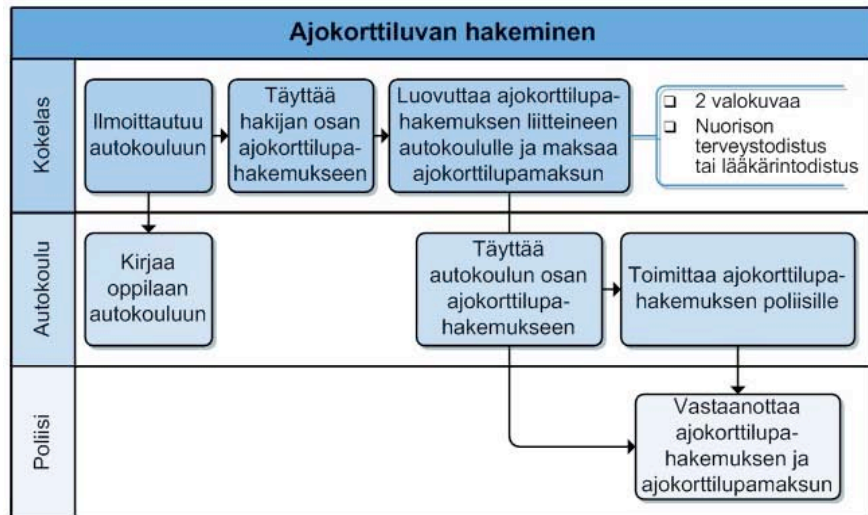 Ajokorttiluvan hakeminen
Kokelas
Ilmoittautuu
autokouluun
Täyttää
hakijan osan
ajokorttilupa-
hakemukseen
Luovuttaa ajokorttilupa-
hakemuksen liitteineen
autokoululle ja maksaa
ajokorttilupamaksun
2 valokuvaa
Nuorison
terveystodistus
tai lääkärintodistus
Autokoulu
Kirjaa
oppilaan
autokouluun
Täyttää
autokoulun osan
ajokorttilupa-
hakemukseen
Toimittaa ajokorttilupa-
hakemuksen poliisille
Poliisi
Vastaanottaa
ajokorttilupa-
hakemuksen ja
ajokorttilupamaksun